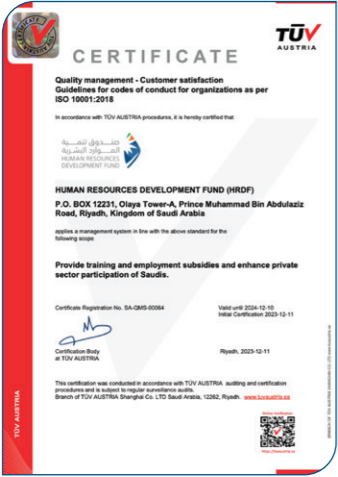 TÜV
AUSTRIA
CERTIFICATE
Quality management - Customer satisfaction
Guidelines for codes of conduct for organizations as per
ISO 10001:2018
In accordance with TÜV AUSTRIA procedures, it is hereby certified that
صنــدوق تنمـــية
المـــوارد البشـرية
HUMAN RESOURCES
DEVELOPMENT FUND
HUMAN RESOURCES DEVELOPMENT FUND (HRDF)
P.O. BOX 12231, Olaya Tower-A, Prince Muhammad Bin Abdulaziz
Road, Riyadh, Kingdom of Saudi Arabia
applies a management system in line with the above standard for the
following scope
Provide training and employment subsidies and enhance private
sector participation of Saudis.
Certificate Registration No. SA-QMS-00064
Valid until 2024-12-10
Initial Certification 2023-12-11
Certification Body
at TÜV AUSTRIA
Riyadh, 2023-12-11
This certification was conducted in accordance with TÜV AUSTRIA auditing and certification
procedures and is subject to regular surveillance audits.
Branch of TÜV AUSTRIA Shanghai Co. LTD Saudi Arabia, 12262, Riyadh. www.tuvaustria.sa
TÜV AUSTRIA